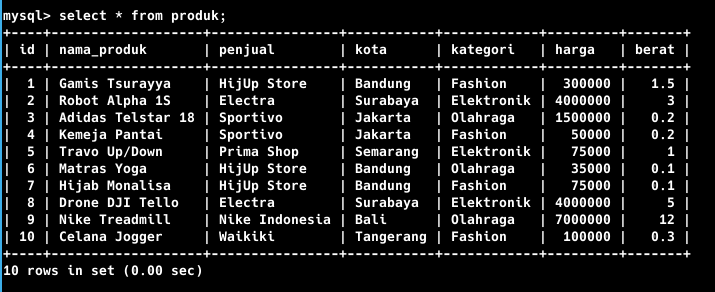 mysql> select * from produk;
+----+------------------+----------------+-----------+------------+---------+-------+
| id | nama_produk      | penjual        | kota      | kategori   | harga   | berat |
+----+------------------+----------------+-----------+------------+---------+-------+
|  1 | Gamis Tsurayya   | HijUp Store    | Bandung   | Fashion    |  300000 |   1.5 |
|  2 | Robot Alpha 1S   | Electra        | Surabaya  | Elektronik | 4000000 |     3 |
|  3 | Adidas Telstar 18 | Sportivo       | Jakarta   | Olahraga   | 1500000 |   0.2 |
|  4 | Kemeja Pantai    | Sportivo       | Jakarta   | Fashion    |   50000 |   0.2 |
|  5 | Travo Up/Down    | Prima Shop     | Semarang  | Elektronik |   75000 |     1 |
|  6 | Matras Yoga      | HijUp Store    | Bandung   | Olahraga   |   35000 |   0.1 |
|  7 | Hijab Monalisa   | HijUp Store    | Bandung   | Fashion    |   75000 |   0.1 |
|  8 | Drone DJI Tello  | Electra        | Surabaya  | Elektronik | 4000000 |     5 |
|  9 | Nike Treadmill   | Nike Indonesia | Bali      | Olahraga   | 7000000 |    12 |
| 10 | Celana Jogger    | Waikiki        | Tangerang | Fashion    |  100000 |   0.3 |
+----+------------------+----------------+-----------+------------+---------+-------+
10 rows in set (0.00 sec)